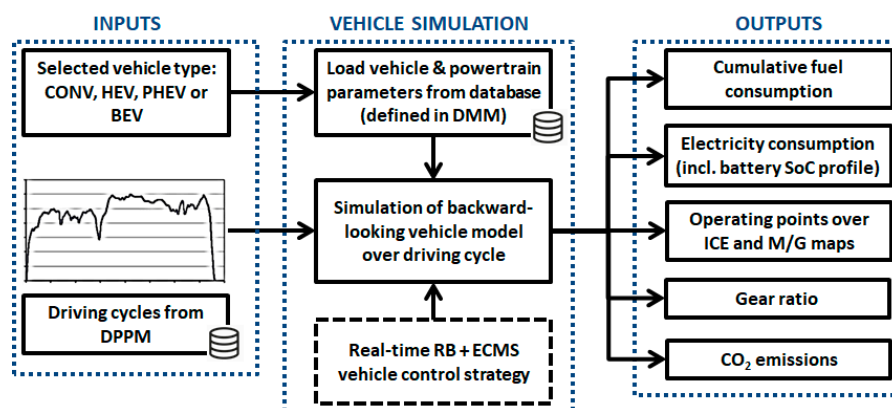 INPUTS
Selected vehicle type:
CONV, HEV, PHEV or
BEV
Driving cycles from
DPPM
VEHICLE SIMULATION
Load vehicle & powertrain
parameters from database
(defined in DMM)
Simulation of backward-
looking vehicle model
over driving cycle
Real-time RB + ECMS
vehicle control strategy
OUTPUTS
Cumulative fuel
consumption
Electricity consumption
(incl. battery SoC profile)
Operating points over
ICE and M/G maps
Gear ratio
CO₂ emissions